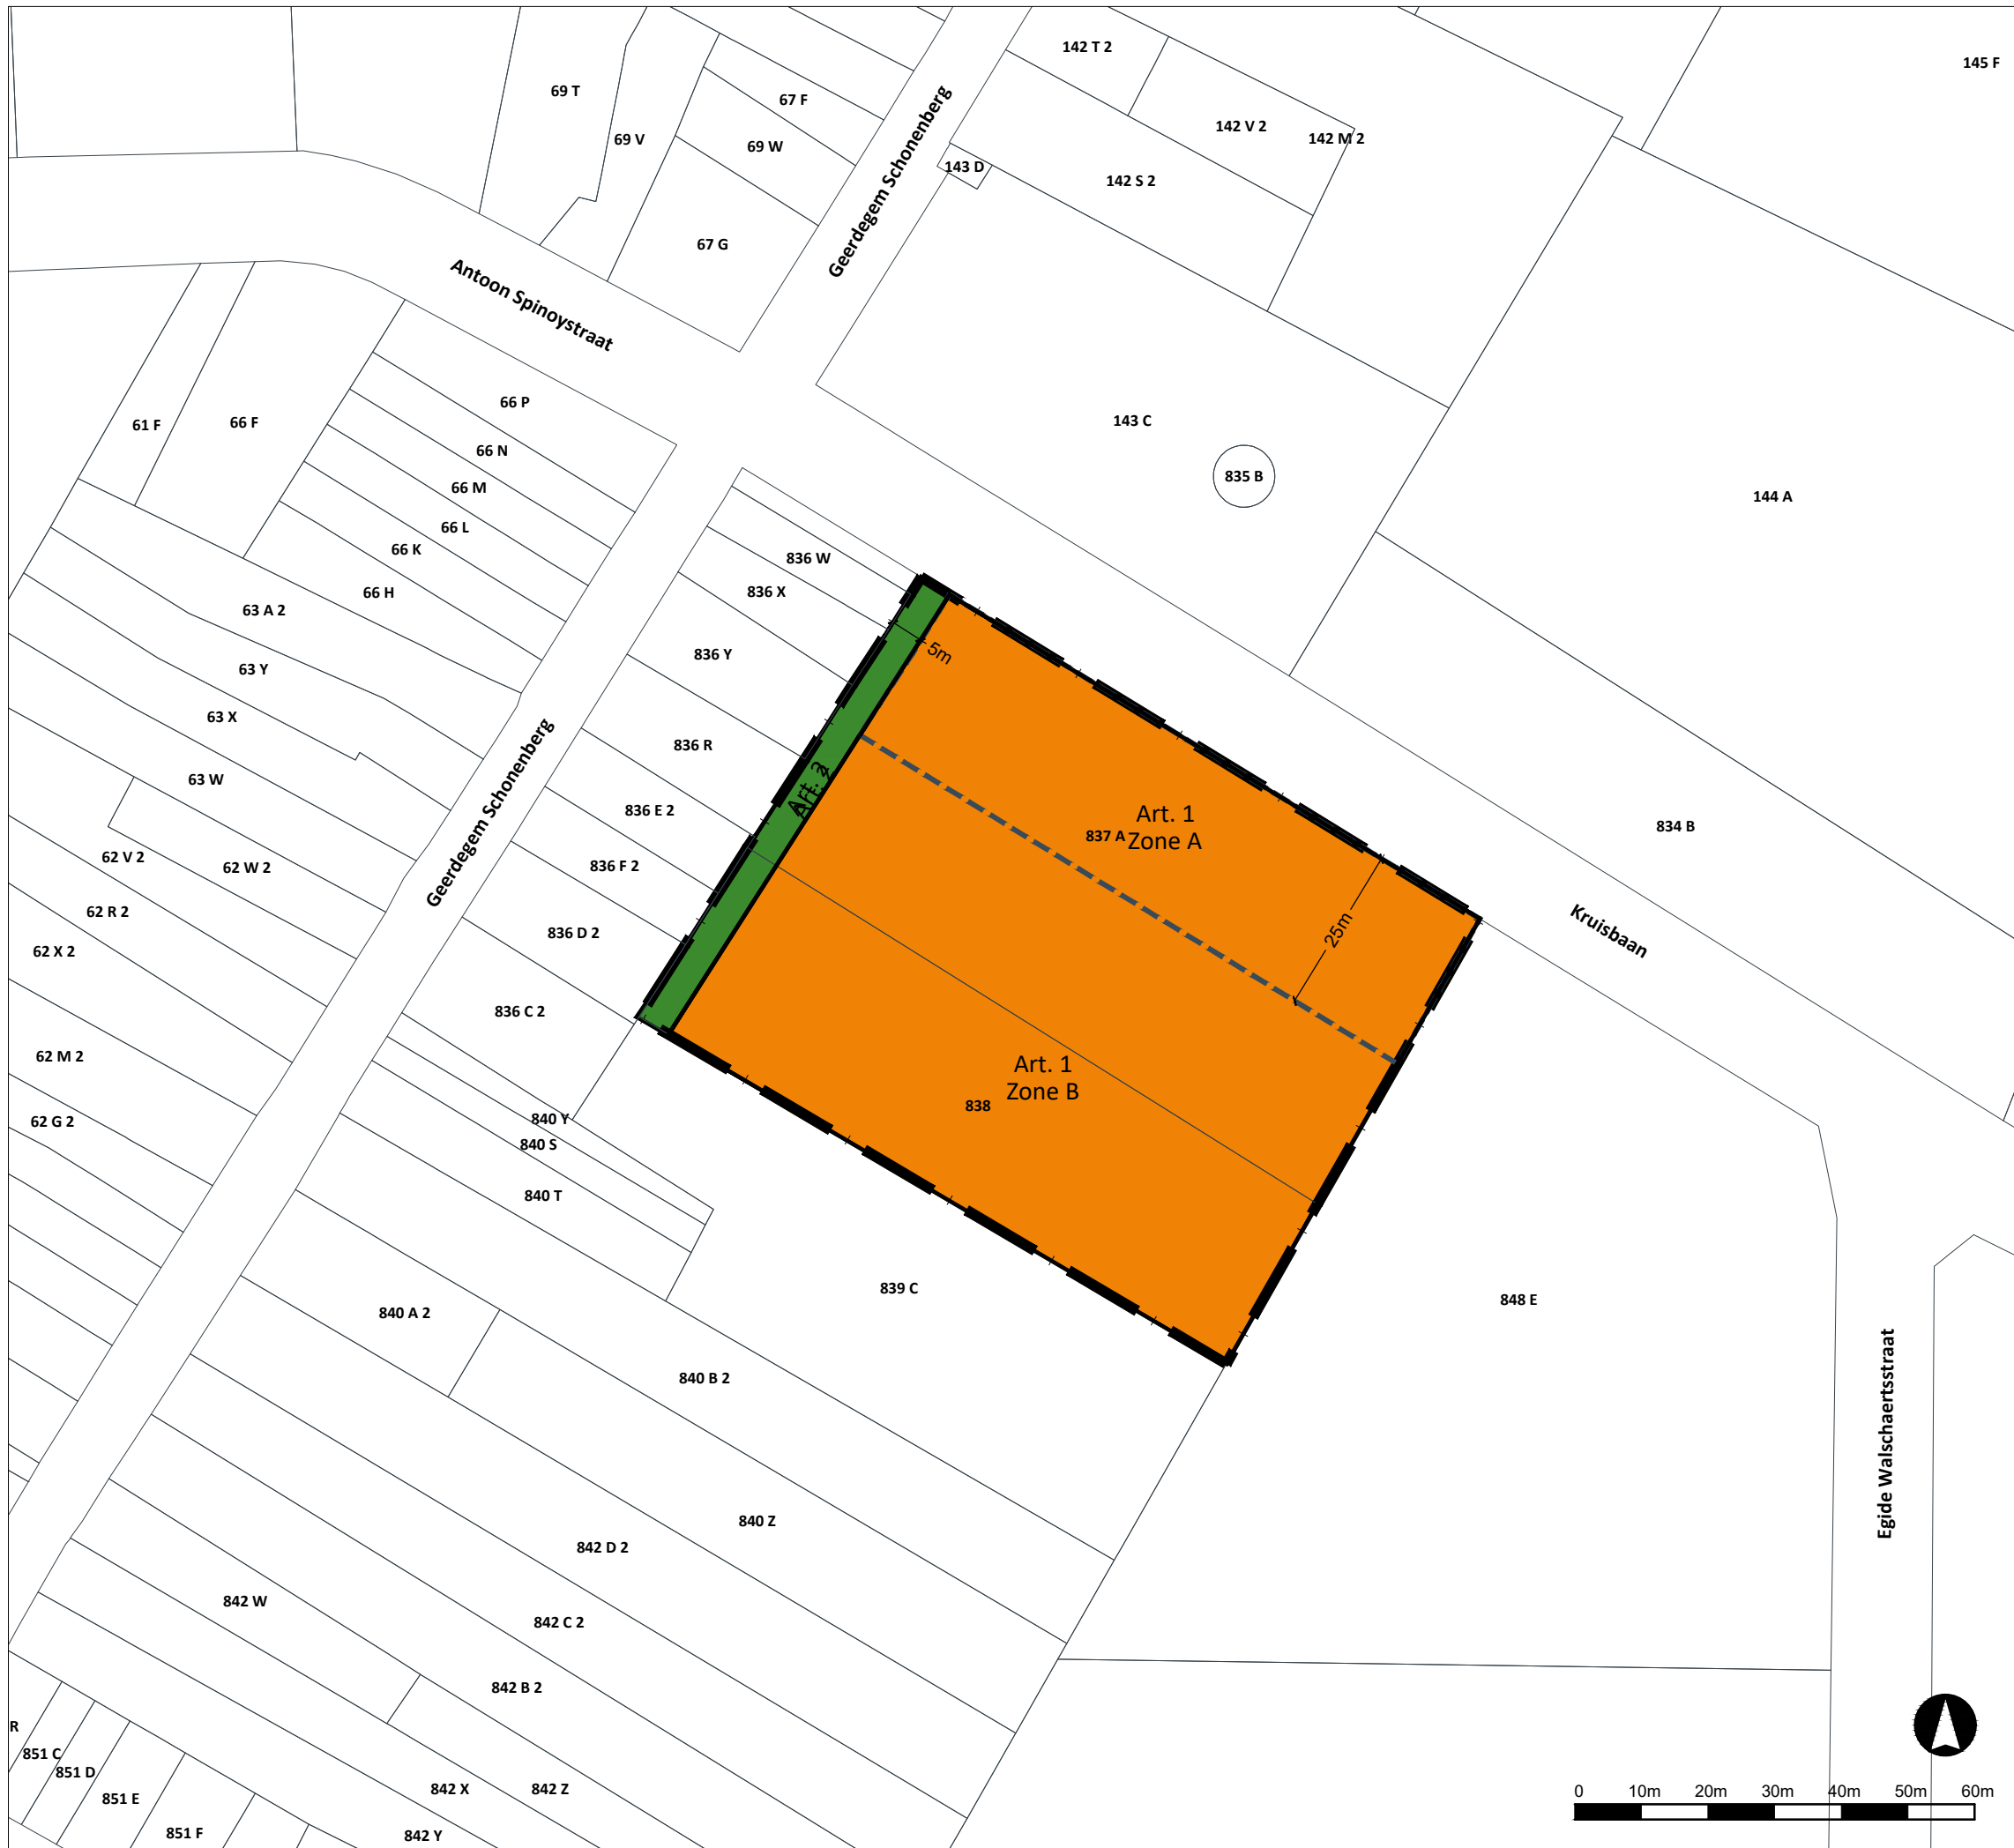 145 F
142 T 2
69 T
67 F
142 V 2
69 V
142 M 2
69 W
143 D
142 S 2
Geerdegem Schonenberg
67 G
Antoon Spinoystraat
66 P
143 C
61 F
66 F
66 N
835 B
66 M
144 A
66 L
66 K
836 W
66 H
836 X
63 A 2
5m
836 Y
63 Y
63 X
836 R
63 W
Art. 2
Art. 2
Geerdegem Schonenberg
836 E 2
Art. 1
837 A
Zone A
834 B
62 V 2
62 W 2
836 F 2
62 R 2
25m
Kruisbaan
836 D 2
62 X 2
836 C 2
62 M 2
Art. 1
Zone B
838
62 G 2
840 Y
840 S
840 T
839 C
848 E
840 A 2
840 B 2
Egide Walschaertsstraat
840 Z
842 D 2
842 W
842 C 2
842 B 2
R
851 C
851 D
842 X
842 Z
851 E
851 F
842 Y
0 10m 20m 30m 40m 50m 60m